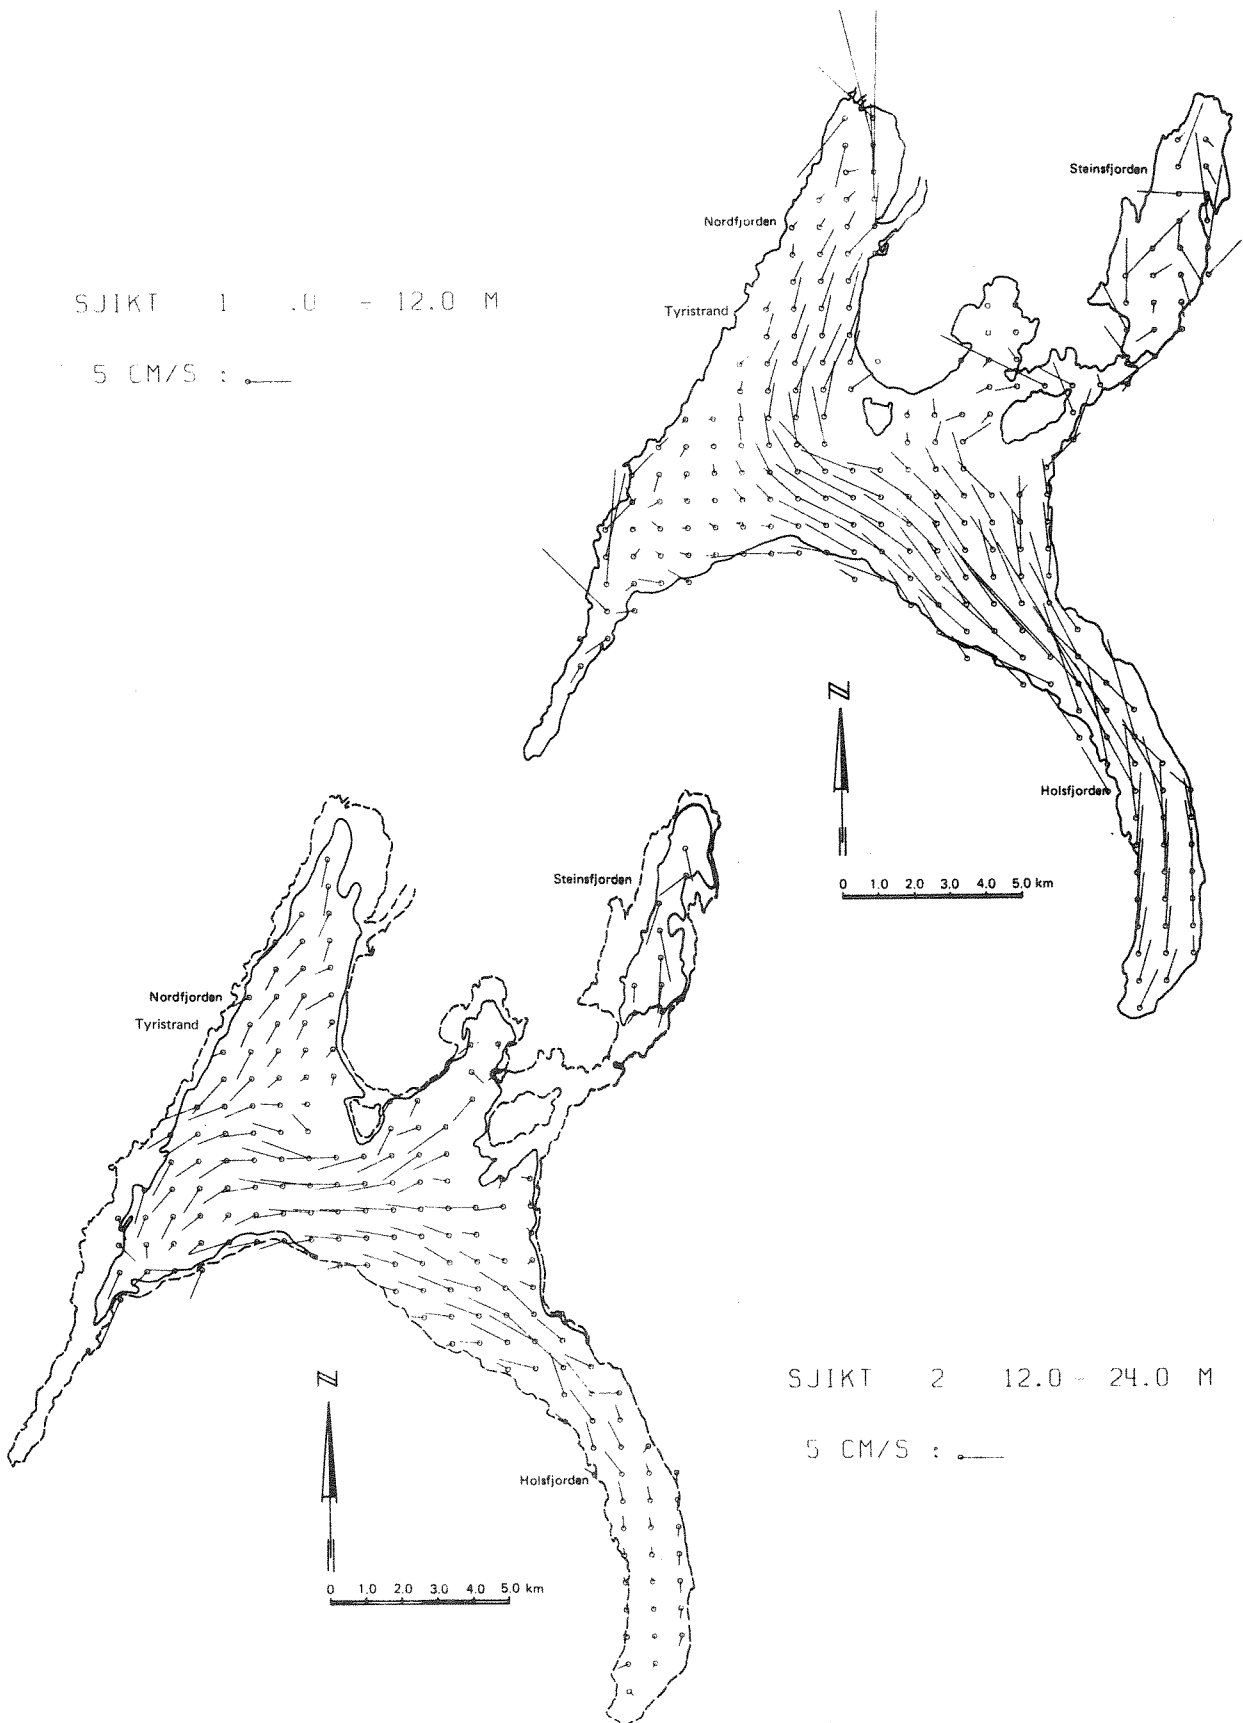 Steinsfjorden
Nordfjorden
SJIKT 1 .0 - 12.0 M
Tyristrand
5 CM/S :
N
Holsfjorden
0 1.0 2.0 3.0 4.0 5.0 km
Steinsfjorden
Nordfjorden
Tyristrand
N
SJIKT 2 12.0 - 24.0 M
5 CM/S :
Holsfjorden
0 1.0 2.0 3.0 4.0 5.0 km